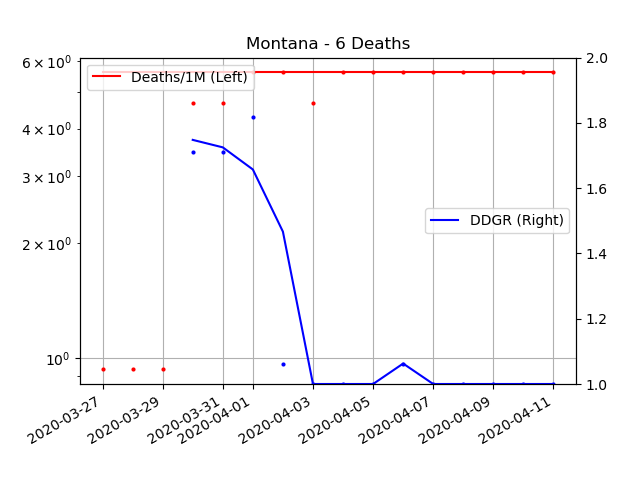 Montana - 6 Deaths
Deaths/1M (Left)
DDGR (Right)
6 × 10⁰
4 × 10⁰
3 × 10⁰
2 × 10⁰
10⁰
2.0
1.8
1.6
1.4
1.2
1.0
2020-03-27
2020-03-29
2020-03-31
2020-04-01
2020-04-03
2020-04-05
2020-04-07
2020-04-09
2020-04-11